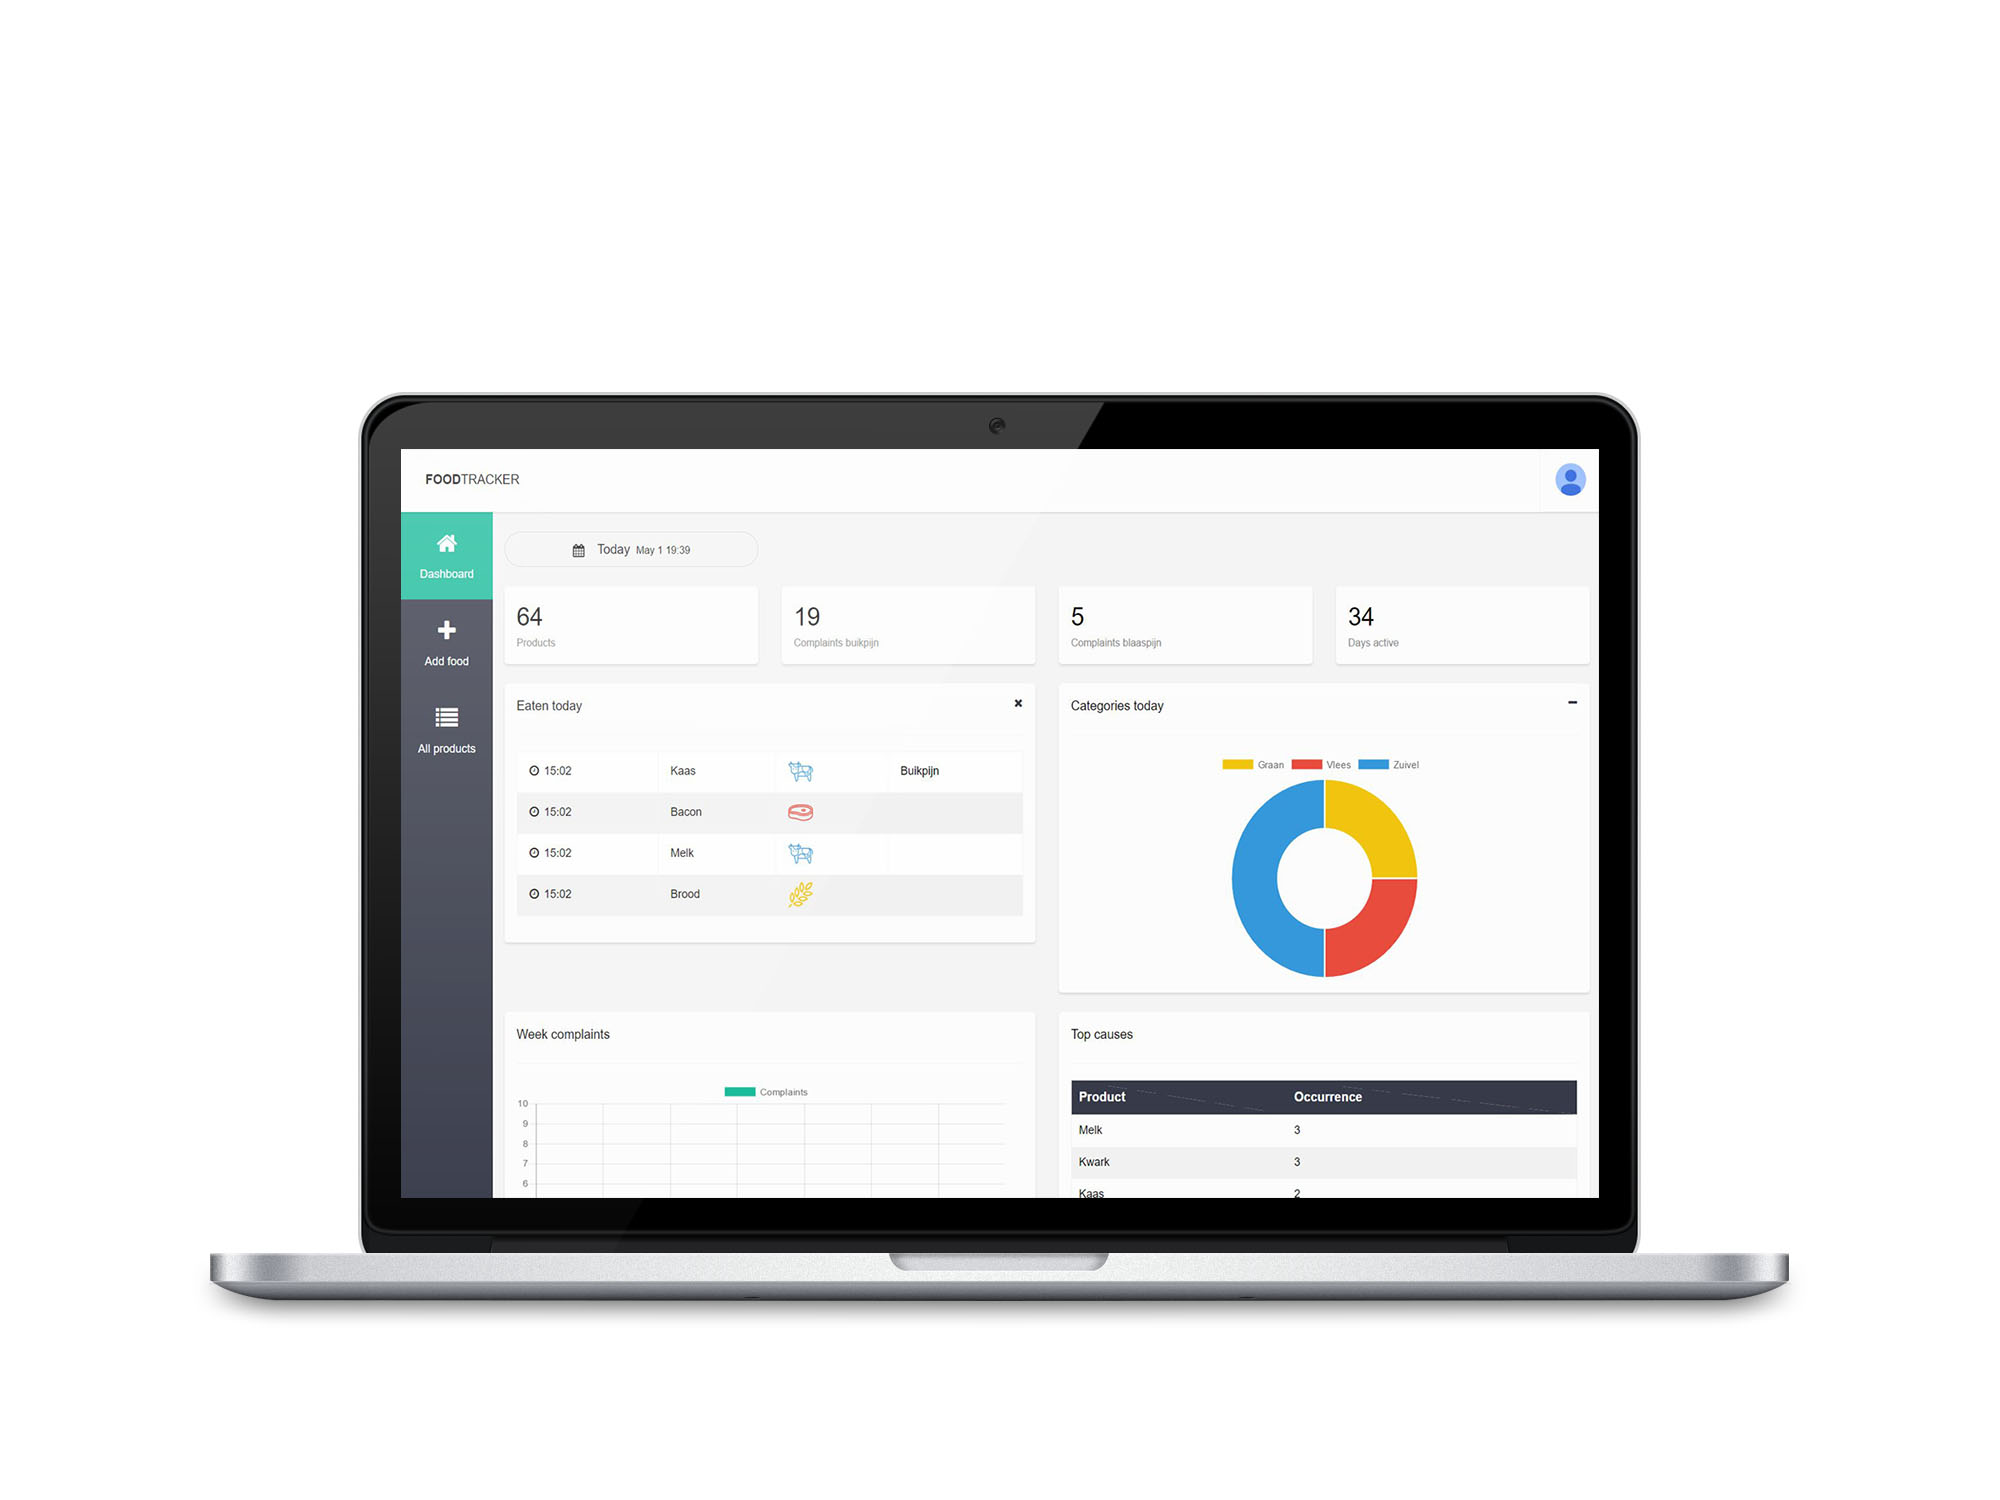 FOODTRACKER
Dashboard
Add food
All products
Today May 1 19:39
64
Products
19
Complaints buikpijn
5
Complaints blaaspijn
34
Days active
Eaten today
15:02 Kaas Buikpijn
15:02 Bacon
15:02 Melk
15:02 Brood
Categories today
Graan Vlees Zuivel
Week complaints
Complaints
10
9
8
7
6
Top causes
Product Occurrence
Melk 3
Kwark 3
Kaas 2